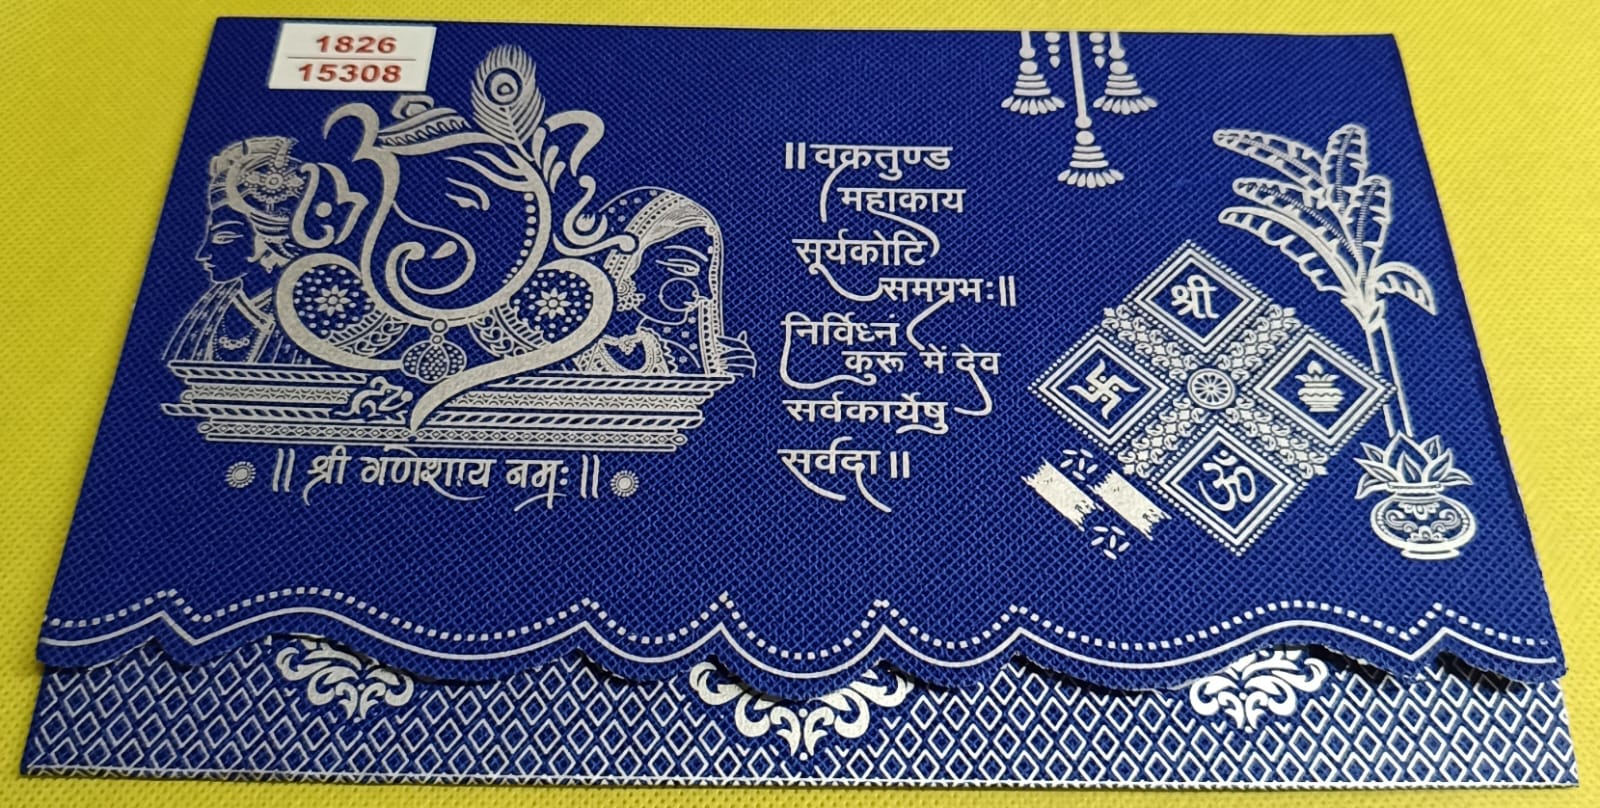 1826
15308
॥ वक्रतुण्ड
महाकाय
सूर्यकोटि
समप्रभः॥
निर्विध्नं
कुरू में देव
सर्वकार्येषु
सर्वदा॥
॥ श्री गणेशाय नमः॥
श्री
ॐ